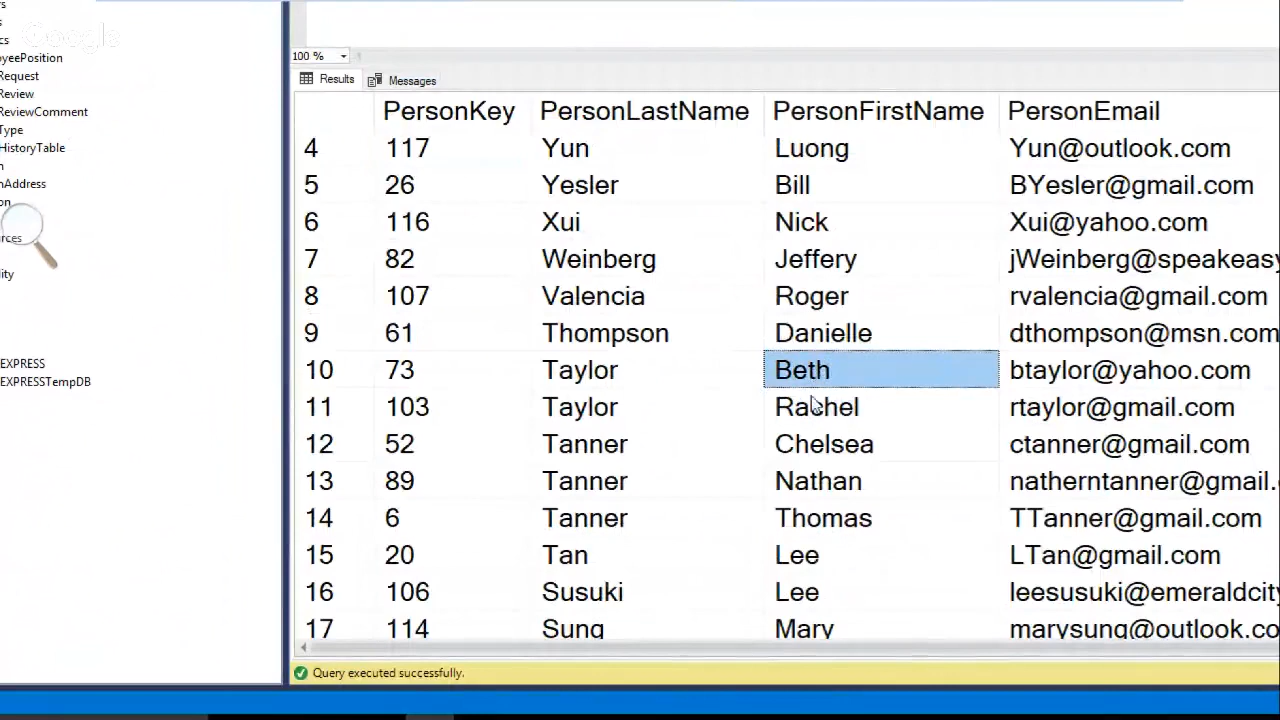 rs
s
cs
Google
oyeePosition
Request
Review
ReviewComment
Type
HistoryTable
n
nAddress
on
urces
lity
EXPRESS
EXPRESSTempDB
100 %
Results Messages
PersonKey PersonLastName PersonFirstName PersonEmail
4 117 Yun Luong Yun@outlook.com
5 26 Yesler Bill BYesler@gmail.com
6 116 Xui Nick Xui@yahoo.com
7 82 Weinberg Jeffery jWeinberg@speakeasy
8 107 Valencia Roger rvalencia@gmail.com
9 61 Thompson Danielle dthompson@msn.com
10 73 Taylor Beth btaylor@yahoo.com
11 103 Taylor Rachel rtaylor@gmail.com
12 52 Tanner Chelsea ctanner@gmail.com
13 89 Tanner Nathan natherntanner@gmail.
14 6 Tanner Thomas TTanner@gmail.com
15 20 Tan Lee LTan@gmail.com
16 106 Susuki Lee leesusuki@emeraldcity
17 114 Sung Mary marysung@outlook.co
Query executed successfully.